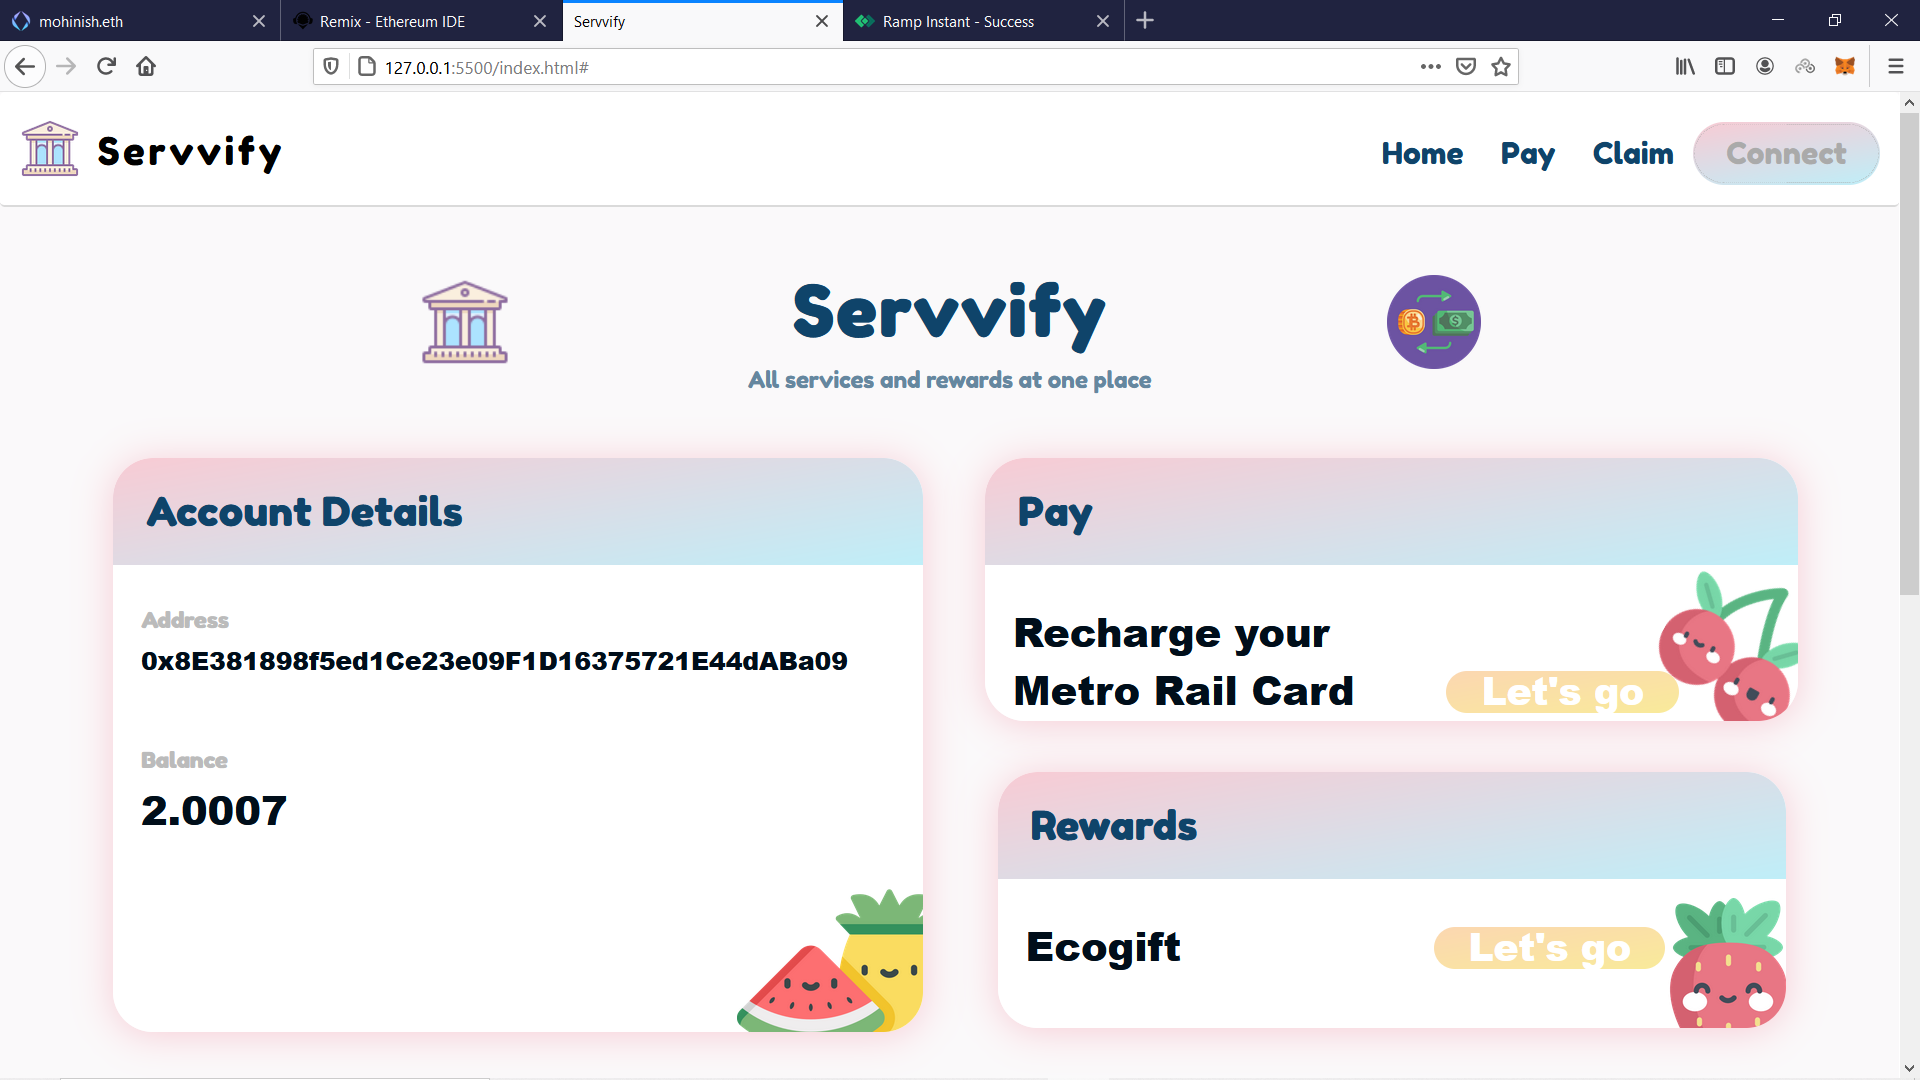 mohinish.eth
Remix - Ethereum IDE
Servvify
Ramp Instant - Success
127.0.0.1:5500/index.html#
Servvify
Home
Pay
Claim
Connect
Servvify
All services and rewards at one place
Account Details
Address
0x8E381898f5ed1Ce23e09F1D16375721E44dABa09
Balance
2.0007
Pay
Recharge your
Metro Rail Card
Let's go
Rewards
Ecogift
Let's go